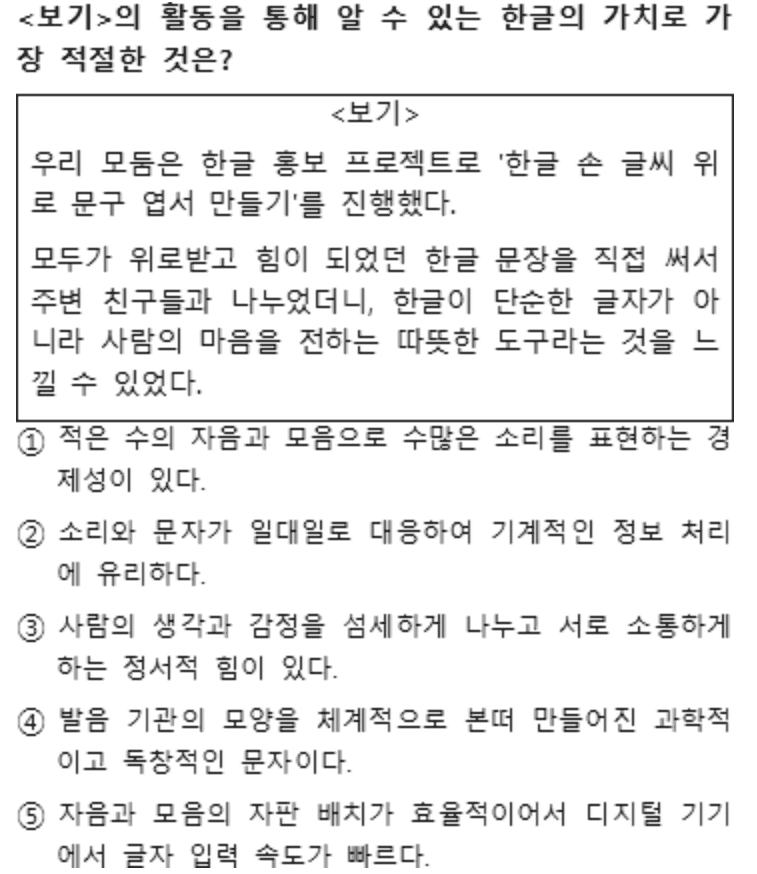 <보기>의 활동을 통해 알 수 있는 한글의 가치로 가
장 적절한 것은?
<보기>
우리 모둠은 한글 홍보 프로젝트로 '한글 손 글씨 위
로 문구 엽서 만들기'를 진행했다.
모두가 위로받고 힘이 되었던 한글 문장을 직접 써서
주변 친구들과 나누었더니, 한글이 단순한 글자가 아
니라 사람의 마음을 전하는 따뜻한 도구라는 것을 느
낄 수 있었다.
① 적은 수의 자음과 모음으로 수많은 소리를 표현하는 경
제성이 있다.
② 소리와 문자가 일대일로 대응하여 기계적인 정보 처리
에 유리하다.
③ 사람의 생각과 감정을 섬세하게 나누고 서로 소통하게
하는 정서적 힘이 있다.
④ 발음 기관의 모양을 체계적으로 본떠 만들어진 과학적
이고 독창적인 문자이다.
⑤ 자음과 모음의 자판 배치가 효율적이어서 디지털 기기
에서 글자 입력 속도가 빠르다.